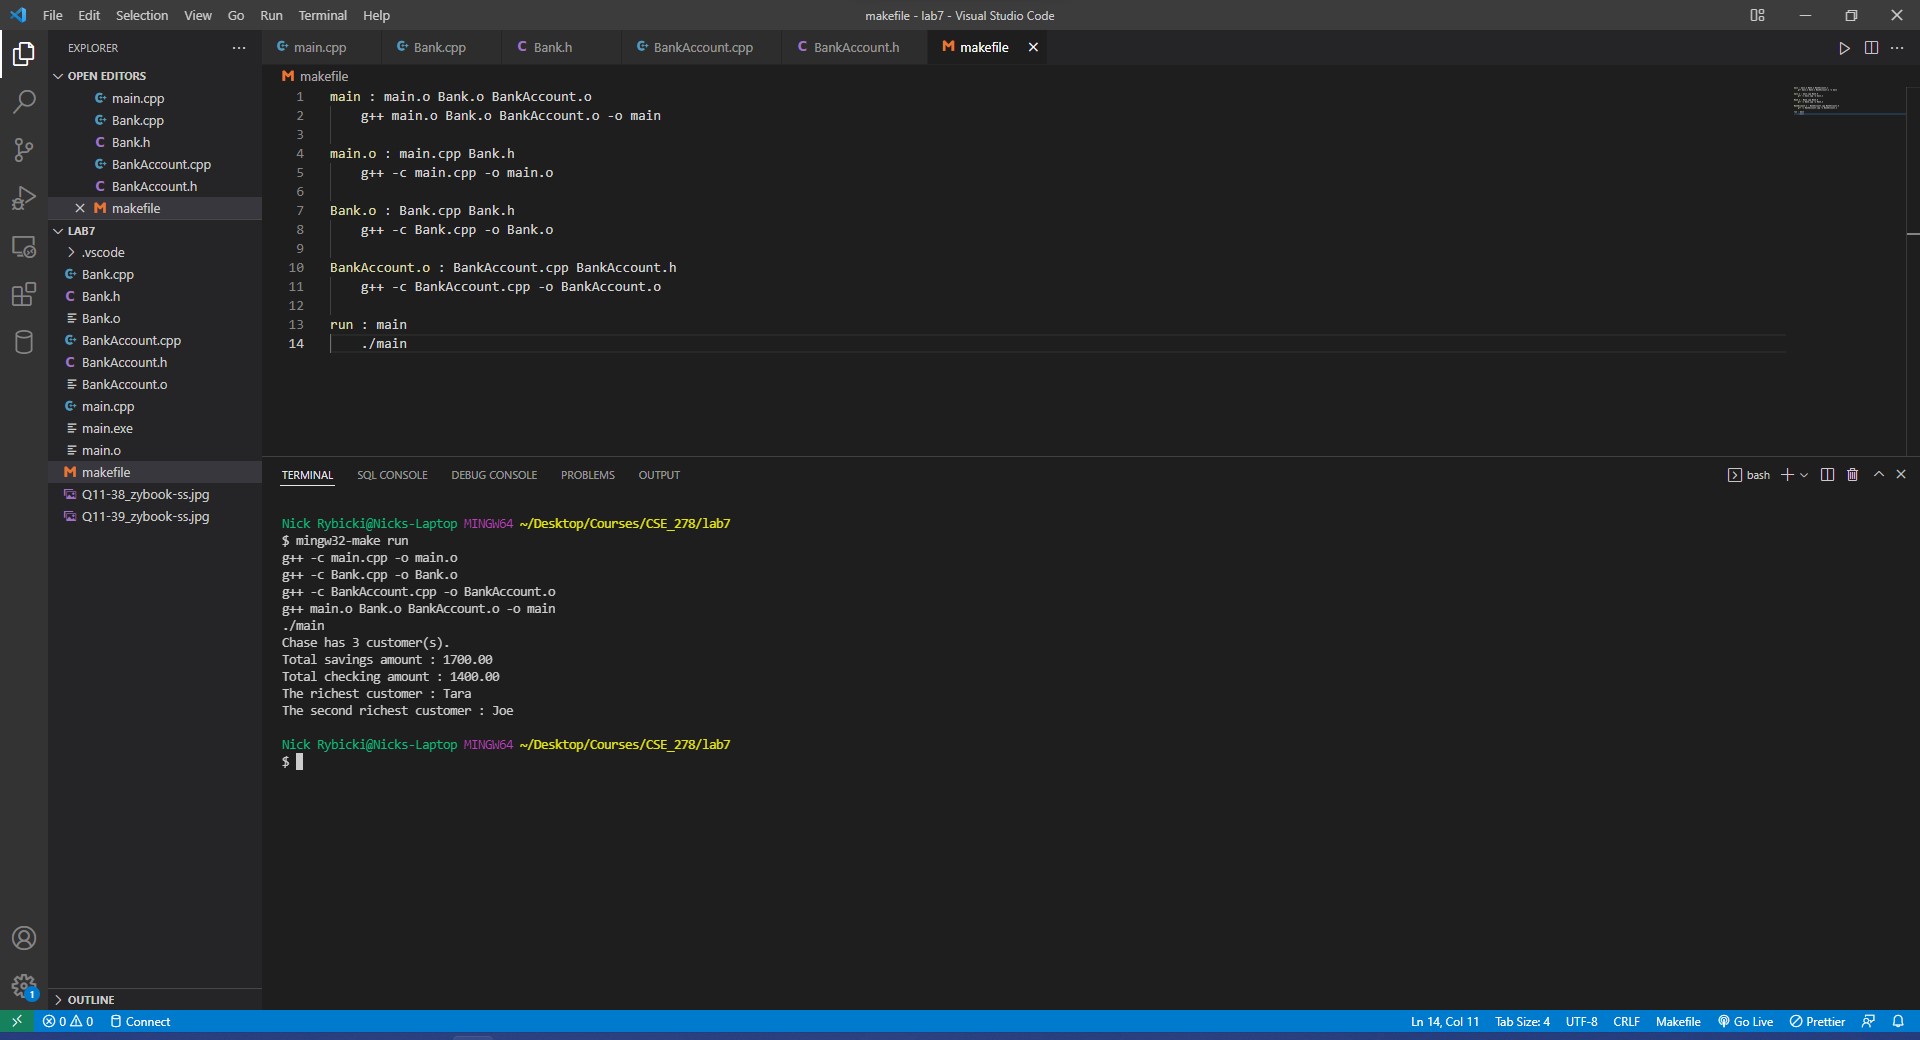 File Edit Selection View Go Run Terminal Help
makefile - lab7 - Visual Studio Code
EXPLORER
OPEN EDITORS
main.cpp
Bank.cpp
Bank.h
BankAccount.cpp
BankAccount.h
makefile
LAB7
.vscode
Bank.cpp
Bank.h
Bank.o
BankAccount.cpp
BankAccount.h
BankAccount.o
main.cpp
main.exe
main.o
makefile
Q11-38_zybook-ss.jpg
Q11-39_zybook-ss.jpg
OUTLINE
main.cpp Bank.cpp Bank.h BankAccount.cpp BankAccount.h makefile
makefile
1 main : main.o Bank.o BankAccount.o
2 g++ main.o Bank.o BankAccount.o -o main
3
4 main.o : main.cpp Bank.h
5 g++ -c main.cpp -o main.o
6
7 Bank.o : Bank.cpp Bank.h
8 g++ -c Bank.cpp -o Bank.o
9
10 BankAccount.o : BankAccount.cpp BankAccount.h
11 g++ -c BankAccount.cpp -o BankAccount.o
12
13 run : main
14 ./main
TERMINAL SQL CONSOLE DEBUG CONSOLE PROBLEMS OUTPUT
bash
Nick Rybicki@Nicks-Laptop MINGW64 ~/Desktop/Courses/CSE_278/lab7
$ mingw32-make run
g++ -c main.cpp -o main.o
g++ -c Bank.cpp -o Bank.o
g++ -c BankAccount.cpp -o BankAccount.o
g++ main.o Bank.o BankAccount.o -o main
./main
Chase has 3 customer(s).
Total savings amount : 1700.00
Total checking amount : 1400.00
The richest customer : Tara
The second richest customer : Joe
Nick Rybicki@Nicks-Laptop MINGW64 ~/Desktop/Courses/CSE_278/lab7
$
1
0 0 Connect
Ln 14, Col 11 Tab Size: 4 UTF-8 CRLF Makefile Go Live Prettier